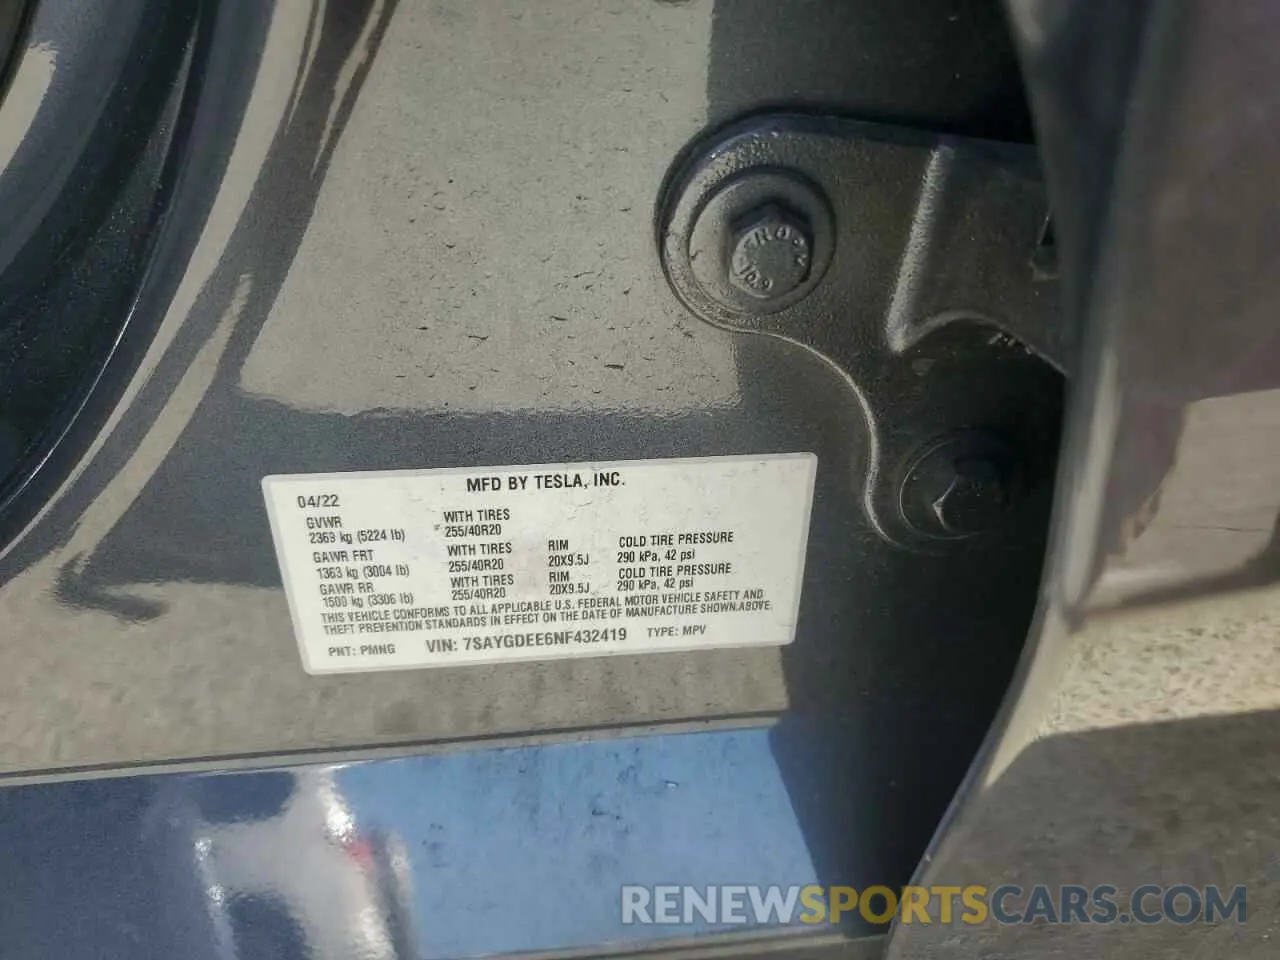 ROCK
10.9
MFD BY TESLA, INC.
04/22
GVWR WITH TIRES
2369 kg (5224 lb) 255/40R20
GAWR FRT WITH TIRES RIM COLD TIRE PRESSURE
1363 kg (3004 lb) 255/40R20 20X9.5J 290 kPa, 42 psi
GAWR RR WITH TIRES RIM COLD TIRE PRESSURE
1500 kg (3306 lb) 255/40R20 20X9.5J 290 kPa, 42 psi
THIS VEHICLE CONFORMS TO ALL APPLICABLE U.S. FEDERAL MOTOR VEHICLE SAFETY AND
THEFT PREVENTION STANDARDS IN EFFECT ON THE DATE OF MANUFACTURE SHOWN ABOVE.
PNT: PMNG VIN: 7SAYGDEE6NF432419 TYPE: MPV
RENEWSPORTSCARS.COM